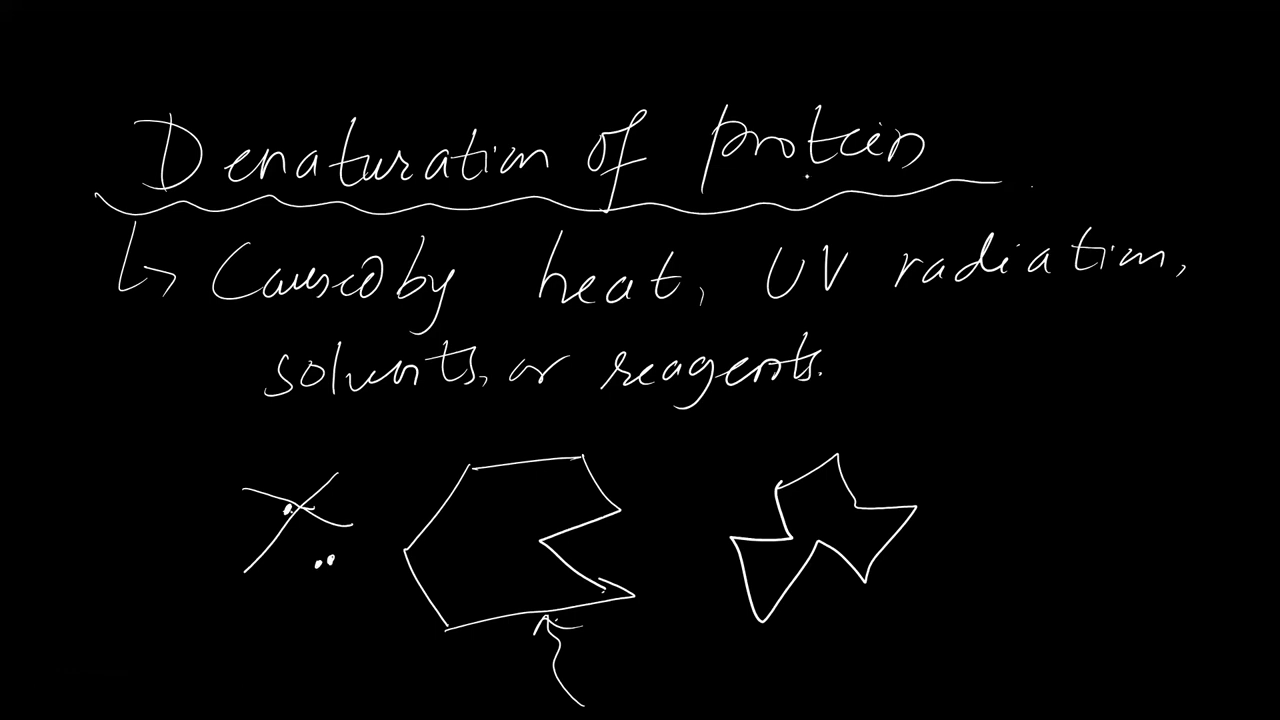 Denaturation of protein
↳ Caused by heat, UV radiation,
solvents, or reagents.